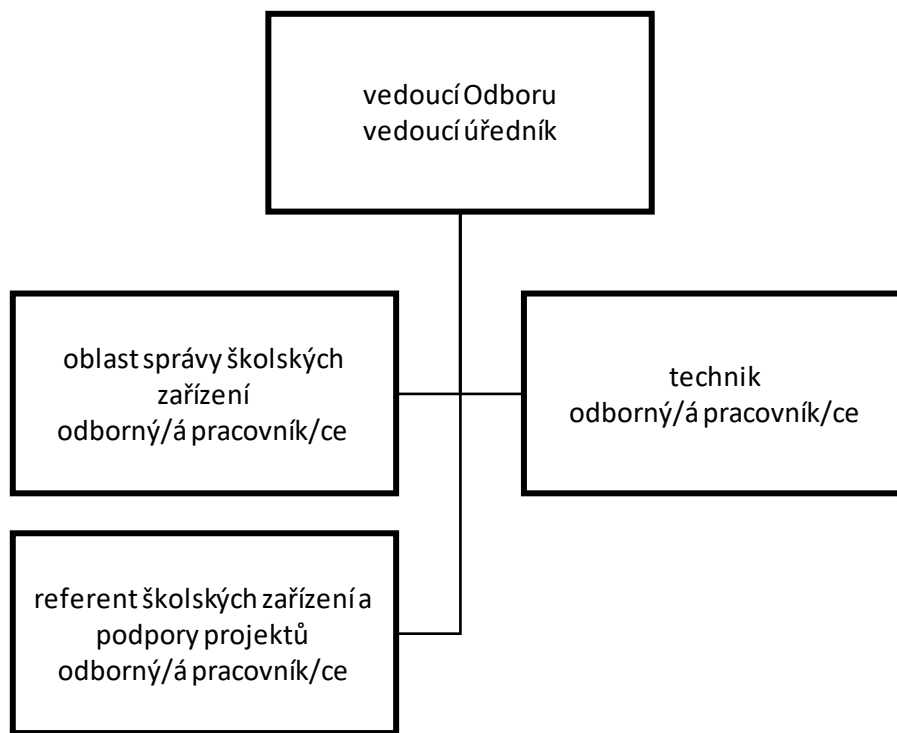 vedoucí Odboru
vedoucí úředník
oblast správy školských
zařízení
odborný/á pracovník/ce
technik
odborný/á pracovník/ce
referent školských zařízení a
podpory projektů
odborný/á pracovník/ce